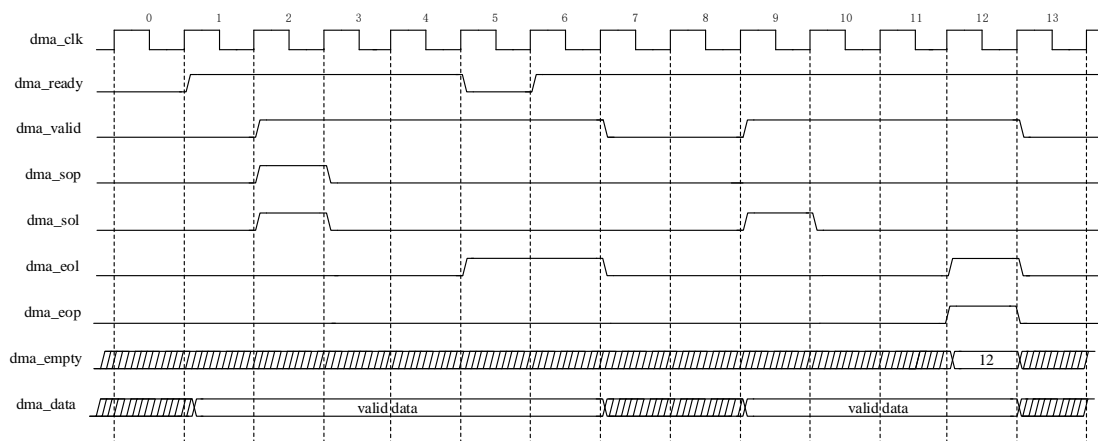 0 1 2 3 4 5 6 7 8 9 10 11 12 13
dma_clk
dma_ready
dma_valid
dma_sop
dma_sol
dma_eol
dma_eop
dma_empty 12
dma_data valid data valid data